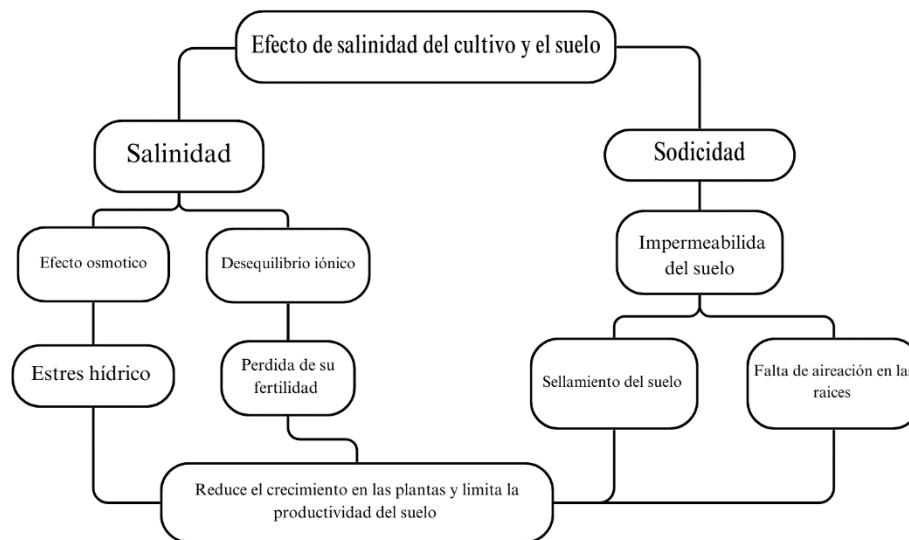 Efecto de salinidad del cultivo y el suelo
Salinidad
Sodicidad
Efecto osmotico
Desequilibrio iónico
Impermeabilida
del suelo
Estres hídrico
Perdida de su
fertilidad
Sellamiento del suelo
Falta de aireación en las
raices
Reduce el crecimiento en las plantas y limita la
productividad del suelo